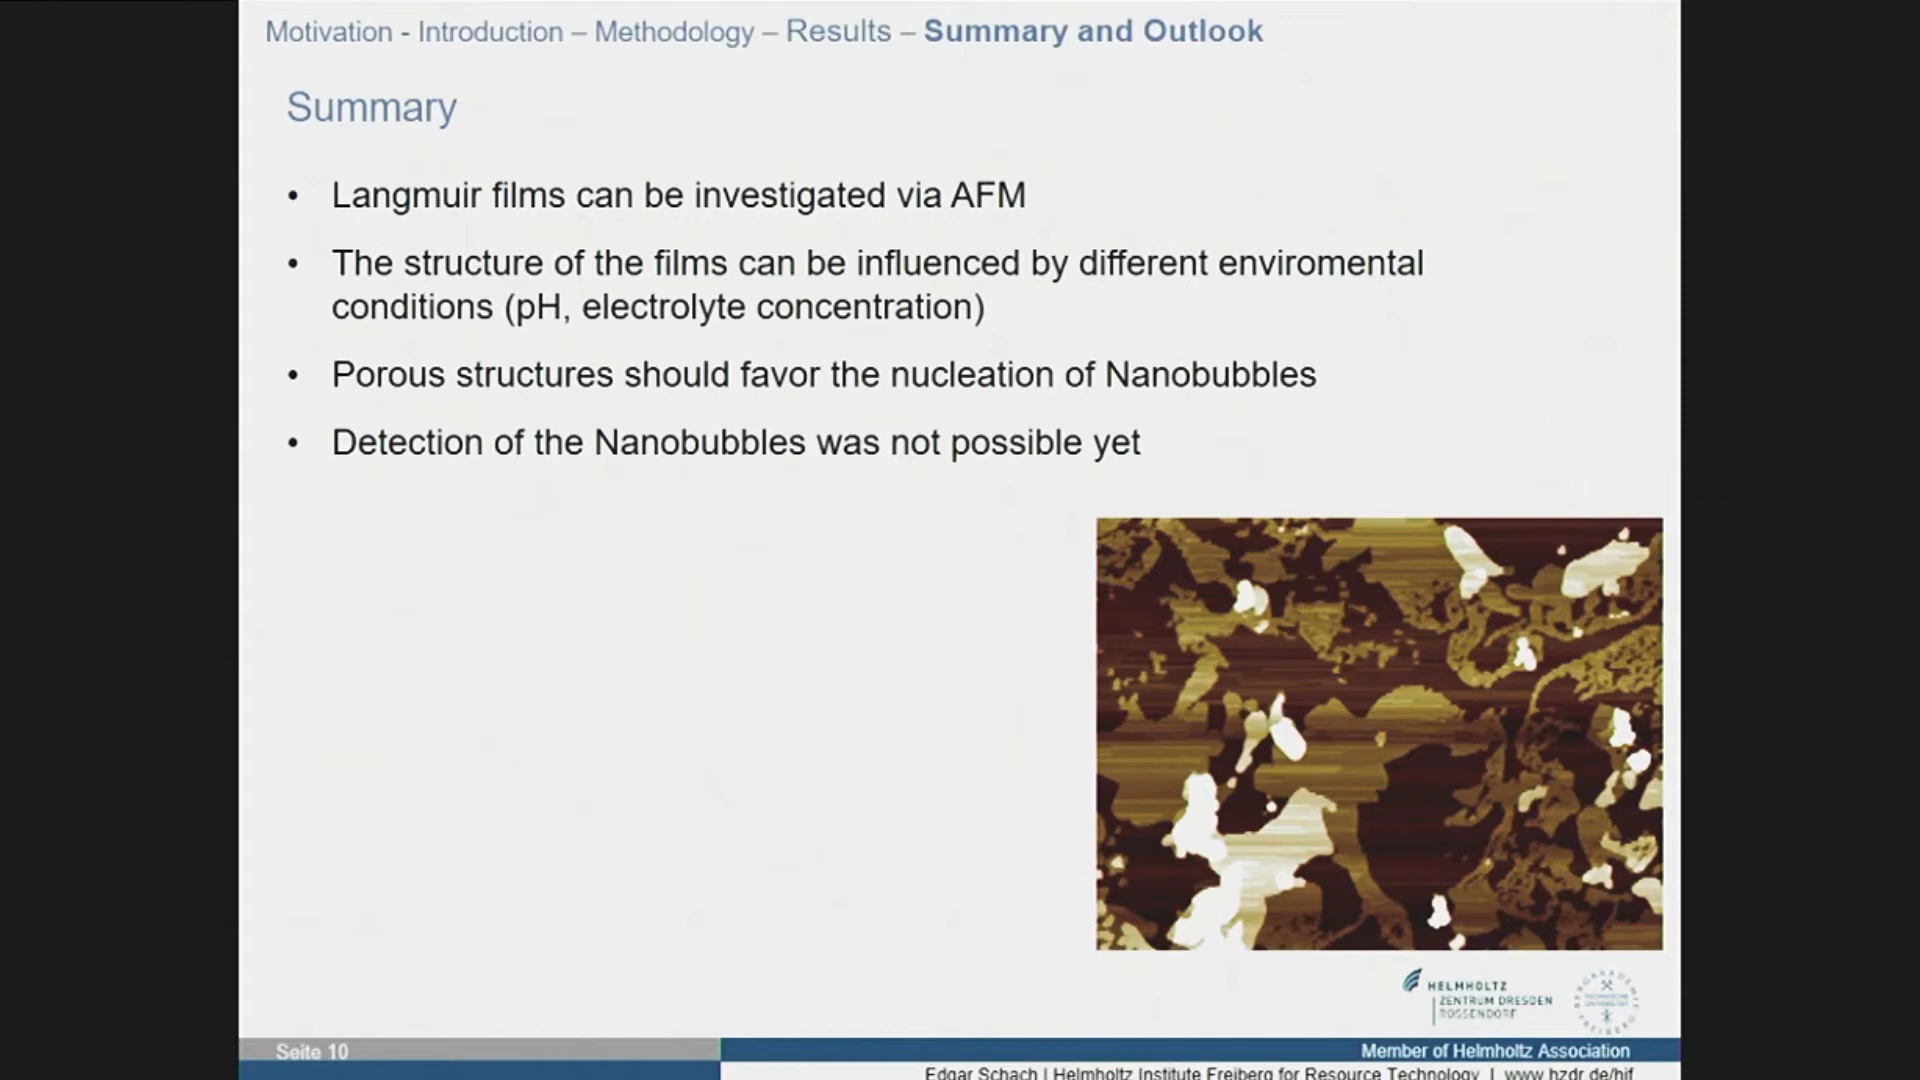 Motivation - Introduction – Methodology – Results – Summary and Outlook
Summary
• Langmuir films can be investigated via AFM
• The structure of the films can be influenced by different enviromental
conditions (pH, electrolyte concentration)
• Porous structures should favor the nucleation of Nanobubbles
• Detection of the Nanobubbles was not possible yet
HELMHOLTZ
ZENTRUM DRESDEN
ROSSENDORF
Seite 10
Member of Helmholtz Association
Edgar Schach | Helmholtz Institute Freiberg for Resource Technology | www.hzdr.de/hif